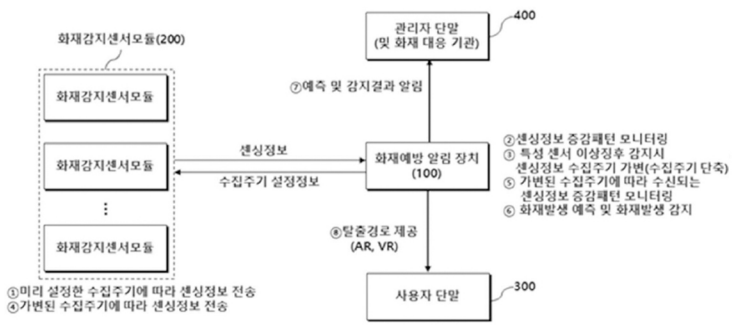 화재감지센서모듈(200)
화재감지센서모듈
화재감지센서모듈
화재감지센서모듈
①미리 설정한 수집주기에 따라 센싱정보 전송
④가변된 수집주기에 따라 센싱정보 전송
센싱정보
수집주기 설정정보
400
관리자 단말
(및 화재 대응 기관)
⑦예측 및 감지결과 알림
화재예방 알림 장치
(100)
②센싱정보 증감패턴 모니터링
③ 특성 센서 이상징후 감지시
센싱정보 수집주기 가변(수집주기 단축)
⑤ 가변된 수집주기에 따라 수신되는
센싱정보 증감패턴 모니터링
⑥ 화재발생 예측 및 화재발생 감지
⑧탈출경로 제공
(AR, VR)
사용자 단말
300